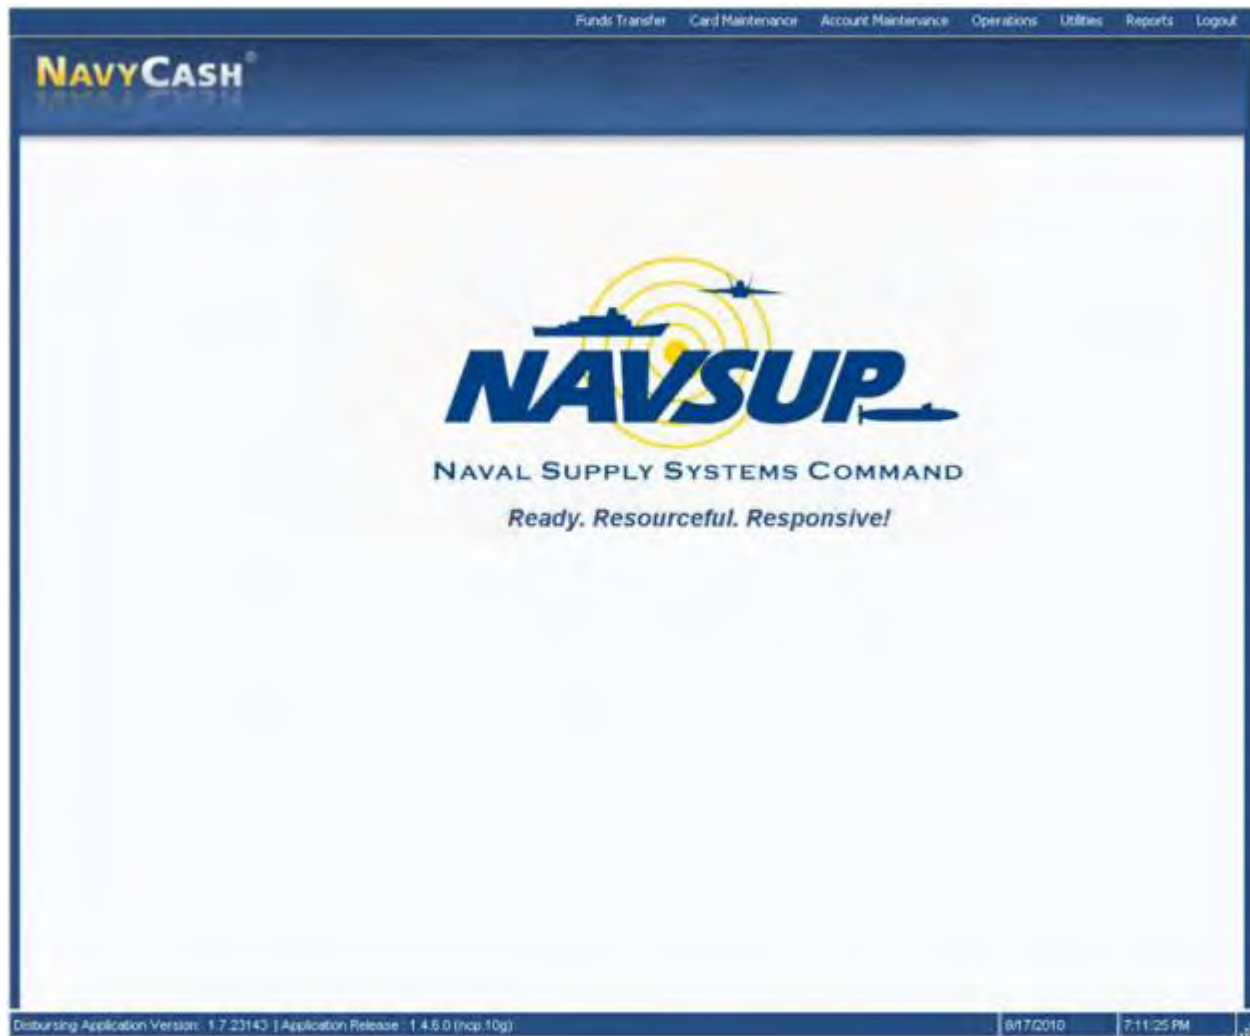 Funds Transfer Card Maintenance Account Maintenance Operations Utilities Reports Logout
NAVYCASH®
NAVSUP
NAVAL SUPPLY SYSTEMS COMMAND
Ready. Resourceful. Responsive!
Disbursing Application Version: 1.7.23143 | Application Release : 1.4.6.0 (ncp.10g) 8/17/2010 7:11:25 PM